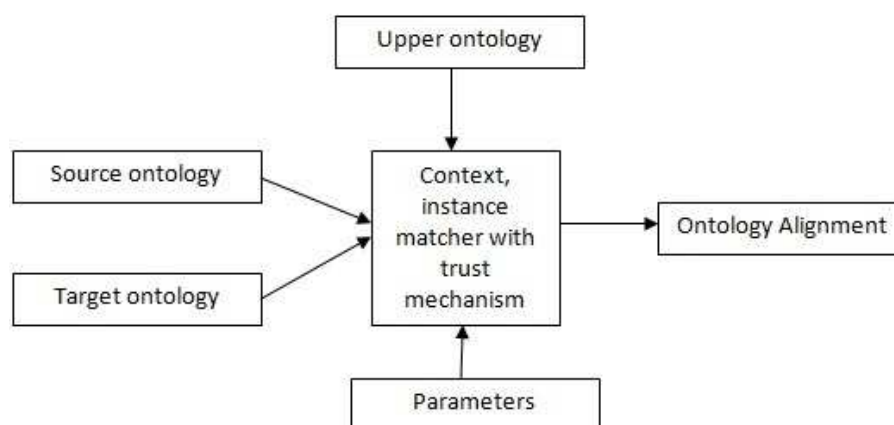 Upper ontology
Source ontology
Context,
instance
matcher with
trust
mechanism
Ontology Alignment
Target ontology
Parameters